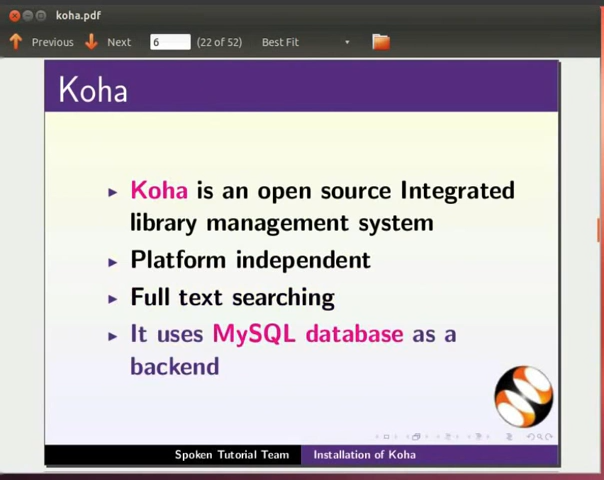 koha.pdf
Previous Next 6 (22 of 52) Best Fit
Koha
Koha is an open source Integrated
library management system
Platform independent
Full text searching
It uses MySQL database as a
backend
Spoken Tutorial Team Installation of Koha